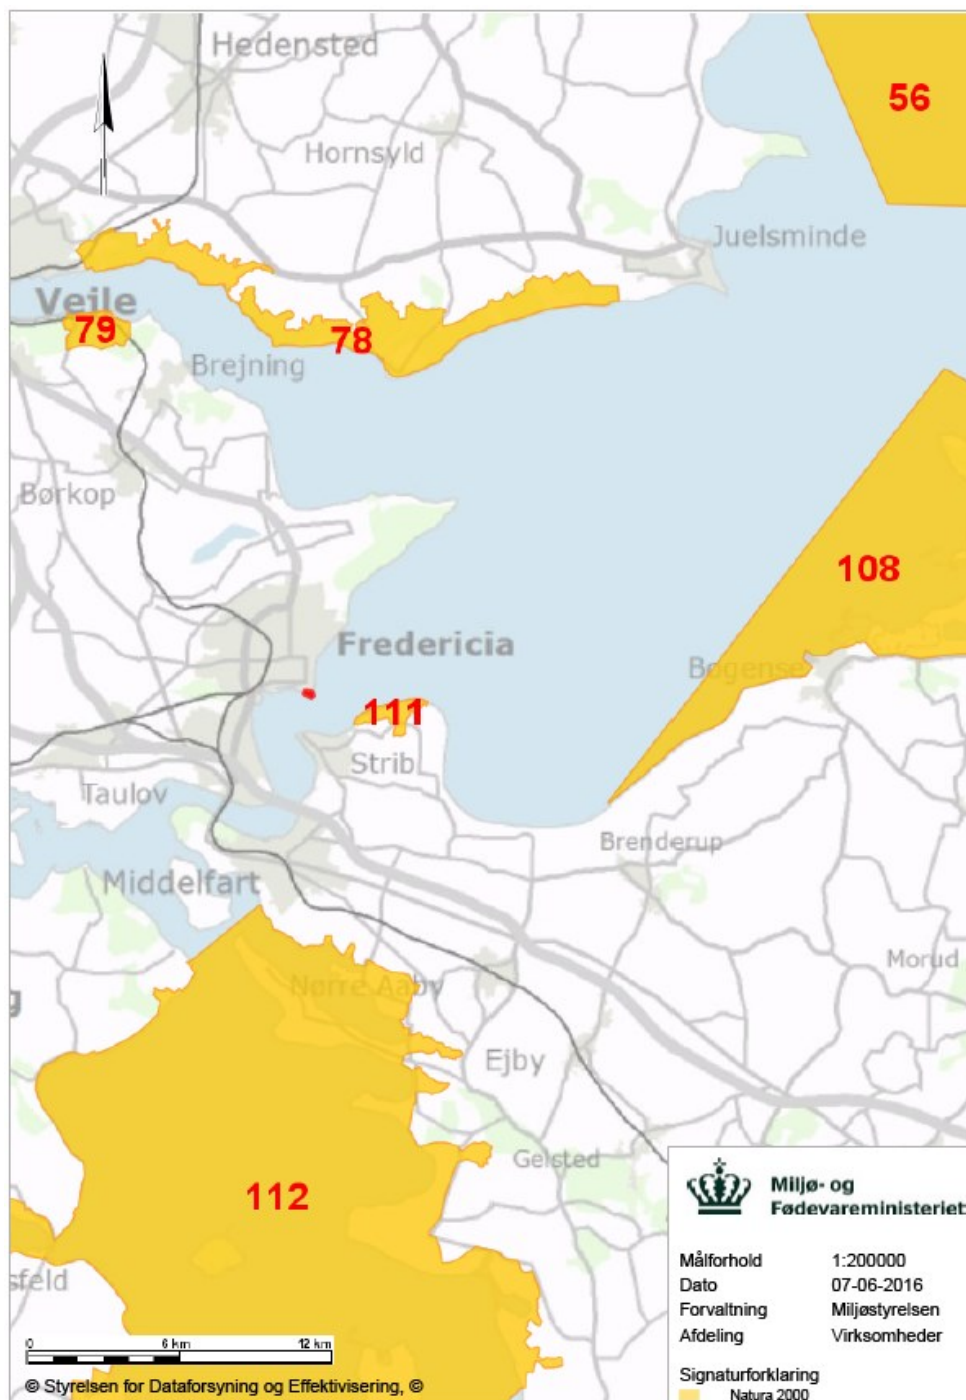 Hedensted
56
Hornsyld
Juelsminde
Vejle
79
78
Brejning
Børkop
108
Fredericia
Bogense
111
Strib
Taulov
Brenderup
Middelfart
Morud
Nørre Aaby
g
Ejby
Gelsted
112
sfeld
Miljø- og
Fødevareministeriet
Målforhold 1:200000
Dato 07-06-2016
Forvaltning Miljøstyrelsen
Afdeling Virksomheder
Signaturforklaring
Natura 2000
0 6 km 12 km
© Styrelsen for Dataforsyning og Effektivisering, ©